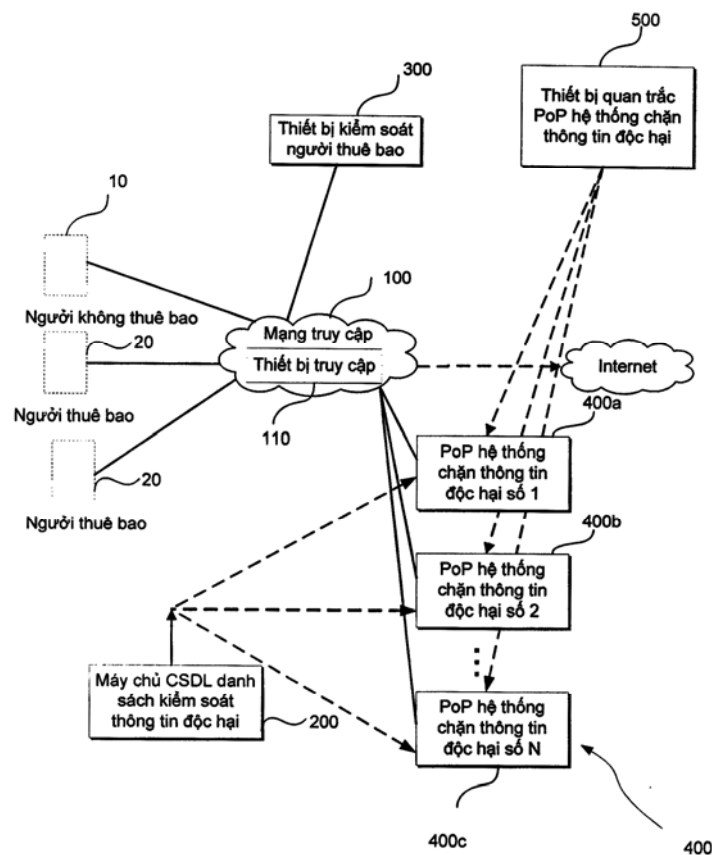 500
Thiết bị quan trắc
PoP hệ thống chặn
thông tin độc hại
300
Thiết bị kiểm soát
người thuê bao
10
Người không thuê bao
100
Mạng truy cập
Thiết bị truy cập
110
Internet
20
Người thuê bao
20
Người thuê bao
400a
PoP hệ thống
chặn thông tin
độc hại số 1
400b
PoP hệ thống
chặn thông tin
độc hại số 2
Máy chủ CSDL danh
sách kiểm soát
thông tin độc hại
200
PoP hệ thống
chặn thông tin
độc hại số N
400c
400